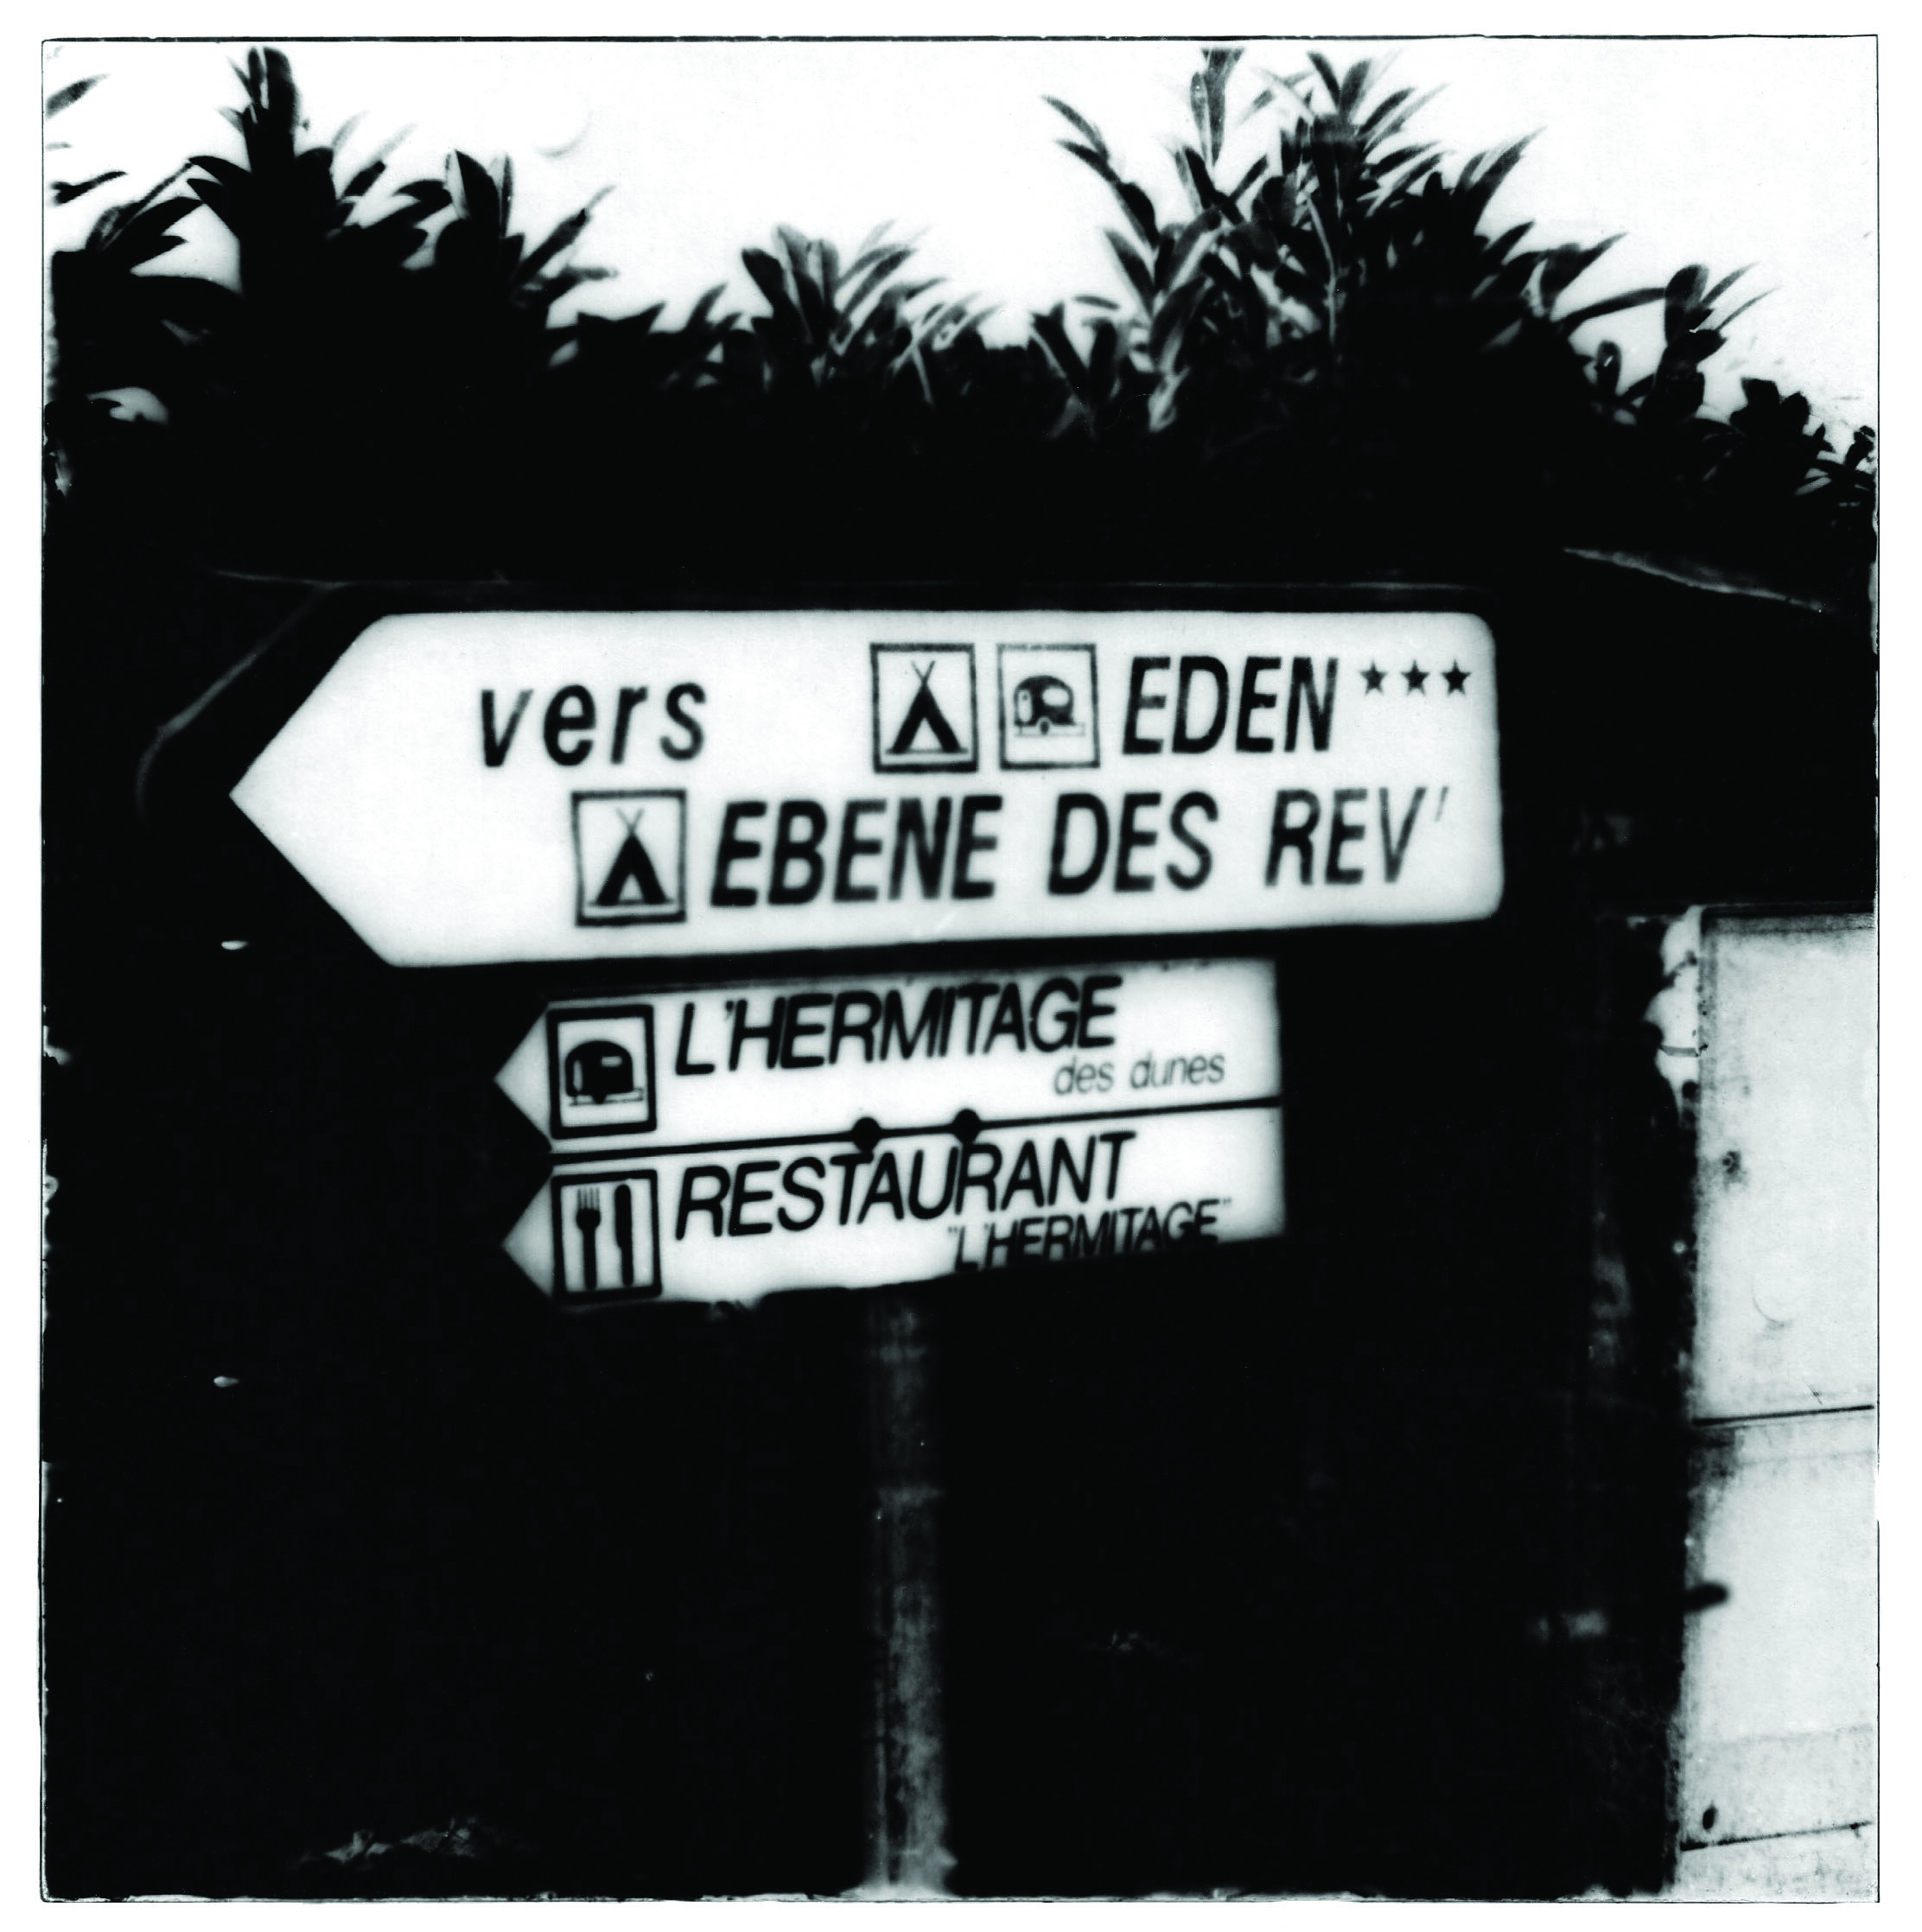 vers EDEN***
EBENE DES REV'
L'HERMITAGE
des dunes
RESTAURANT
"L'HERMITAGE"